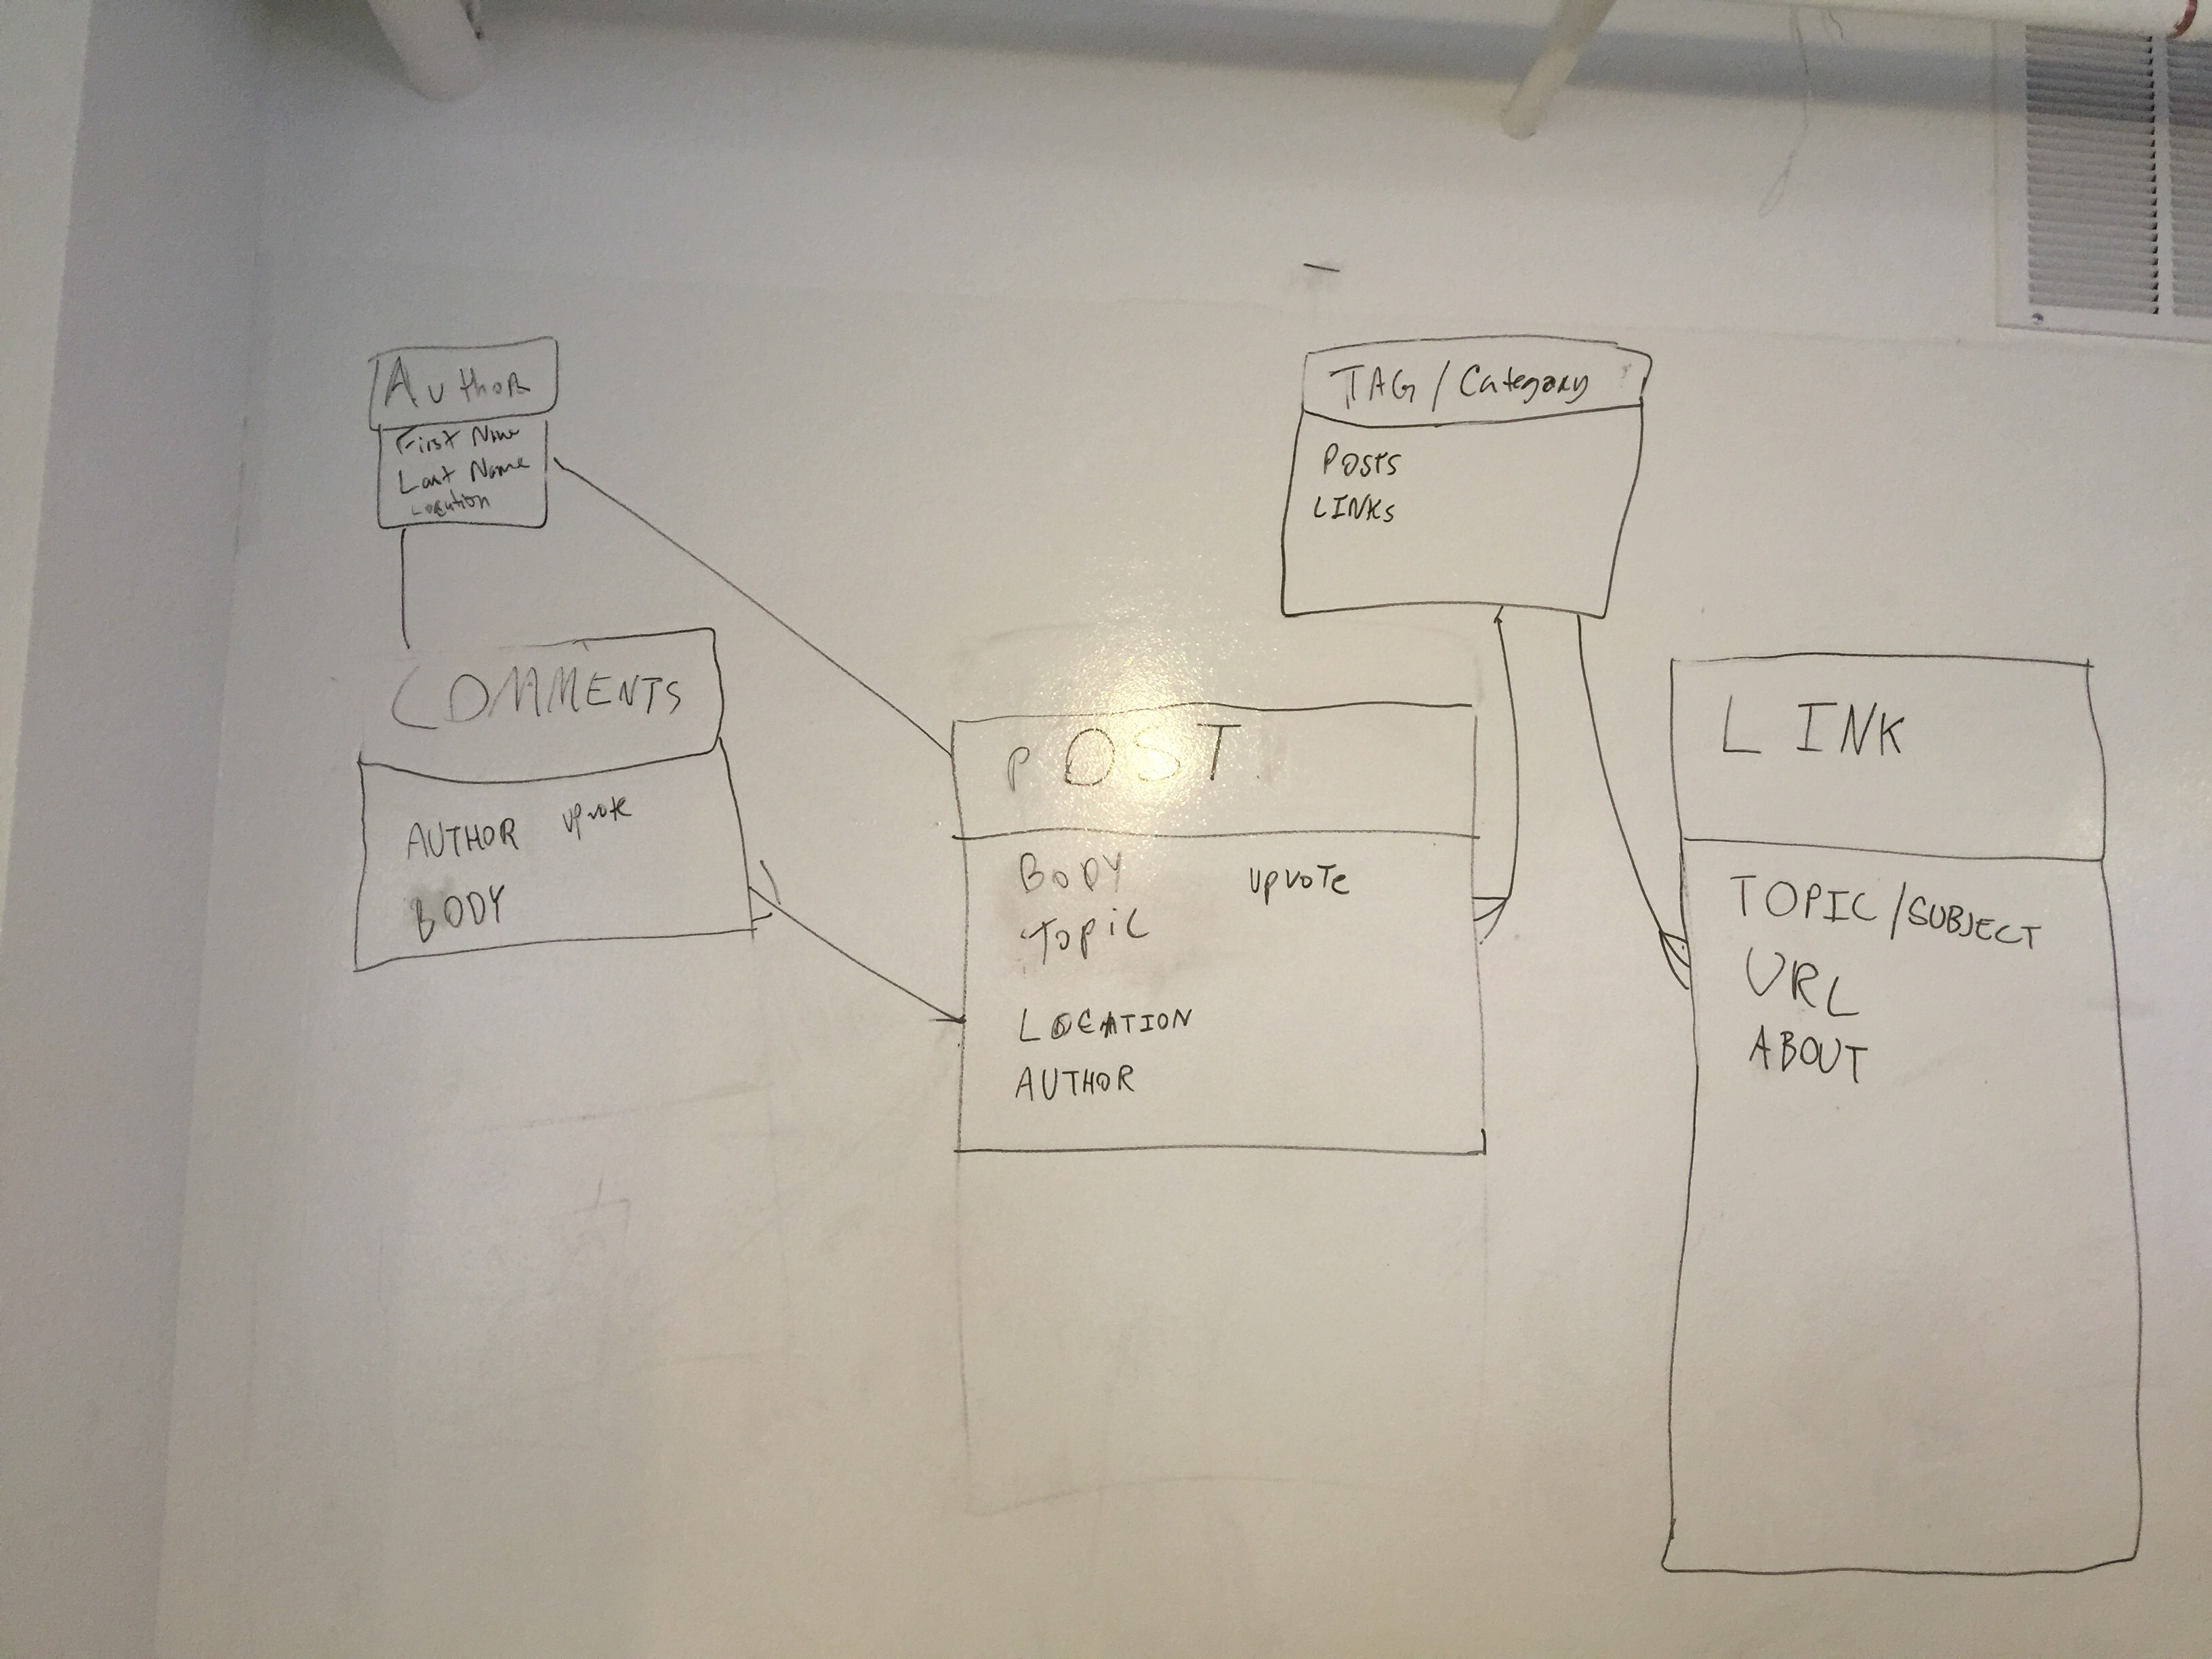 Author
First Name
Last Name
Location
TAG / Category
POSTS
LINKS
COMMENTS
AUTHOR upvote
BODY
POST
BODY upvote
Topic
LOCATION
AUTHOR
LINK
TOPIC/SUBJECT
URL
ABOUT